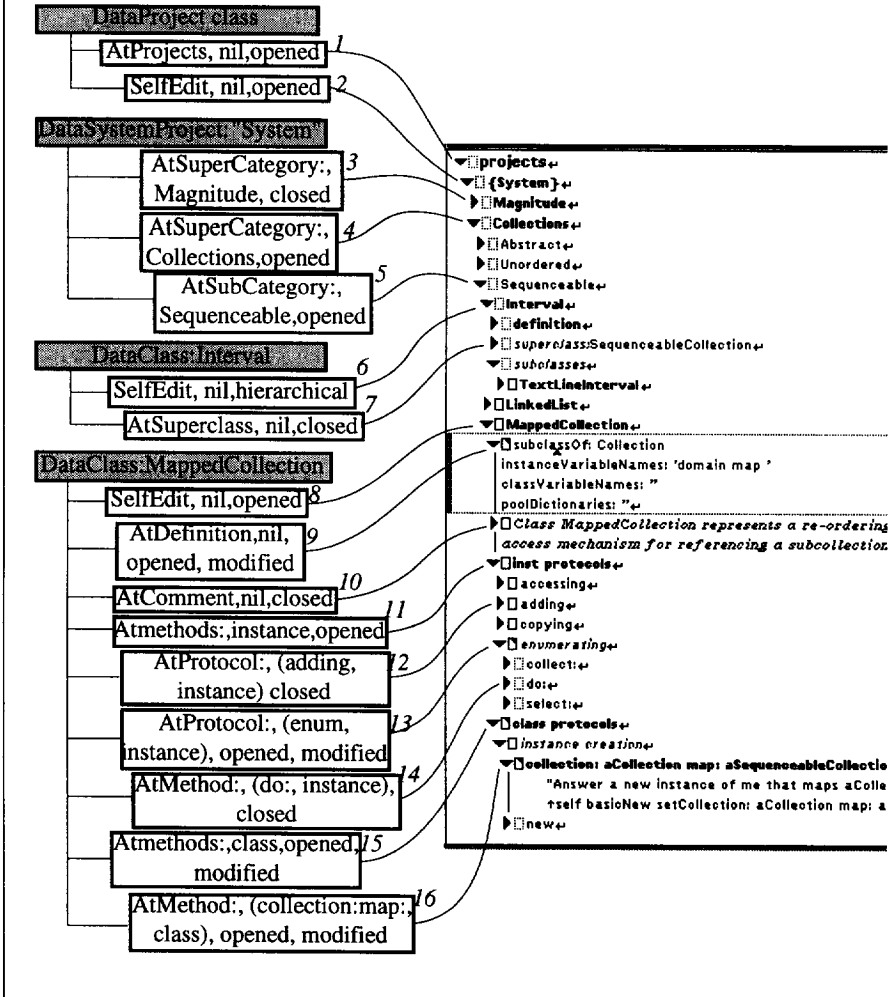 DataProject class
AtProjects, nil,opened
1
SelfEdit, nil,opened
2
DataSystemProject: "System"
AtSuperCategory:,
Magnitude, closed
3
AtSuperCategory:,
Collections,opened
4
AtSubCategory:,
Sequenceable,opened
5
DataClass:Interval
SelfEdit, nil,hierarchical
6
AtSuperclass, nil,closed
7
DataClass:MappedCollection
SelfEdit, nil,opened
8
AtDefinition,nil,
opened, modified
9
AtComment,nil,closed
10
Atmethods:,instance,opened
11
AtProtocol:, (adding,
instance) closed
12
AtProtocol:, (enum,
instance), opened, modified
13
AtMethod:, (do:, instance),
closed
14
Atmethods:,class,opened,
modified
15
AtMethod:, (collection:map:,
class), opened, modified
16
projects↵
{System}↵
Magnitude↵
Collections↵
Abstract↵
Unordered↵
Sequenceable↵
Interval↵
definition↵
superclass:SequenceableCollection↵
subclasses↵
TextLineInterval↵
LinkedList↵
MappedCollection↵
subclassOf: Collection
instanceVariableNames: 'domain map '
classVariableNames: ''
poolDictionaries: ''↵
Class MappedCollection represents a re-ordering
access mechanism for referencing a subcollection
inst protocols↵
accessing↵
adding↵
copying↵
enumerating↵
collect:↵
do:↵
select:↵
class protocols↵
instance creation↵
collection: aCollection map: aSequenceableCollectio
"Answer a new instance of me that maps aColle
↑self basicNew setCollection: aCollection map: a
new↵